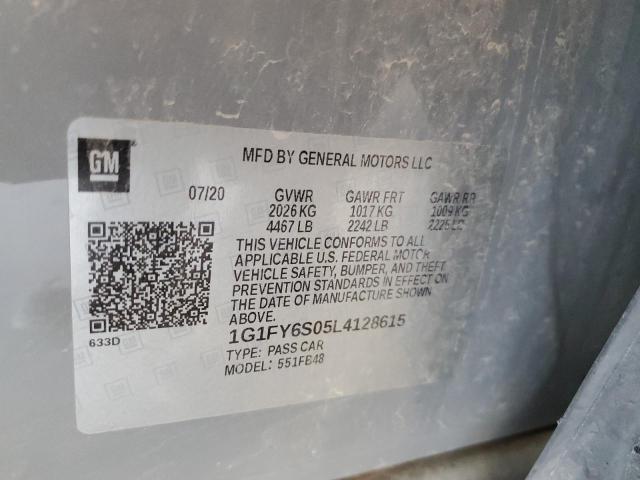 GM
MFD BY GENERAL MOTORS LLC
07/20 GVWR GAWR FRT GAWR RR
2026 KG 1017 KG 1009 KG
4467 LB 2242 LB 2225 LB
THIS VEHICLE CONFORMS TO ALL
APPLICABLE U.S. FEDERAL MOTOR
VEHICLE SAFETY, BUMPER, AND THEFT
PREVENTION STANDARDS IN EFFECT ON
THE DATE OF MANUFACTURE SHOWN
ABOVE.
633D
1G1FY6S05L4128615
TYPE: PASS CAR
MODEL: 551FB48